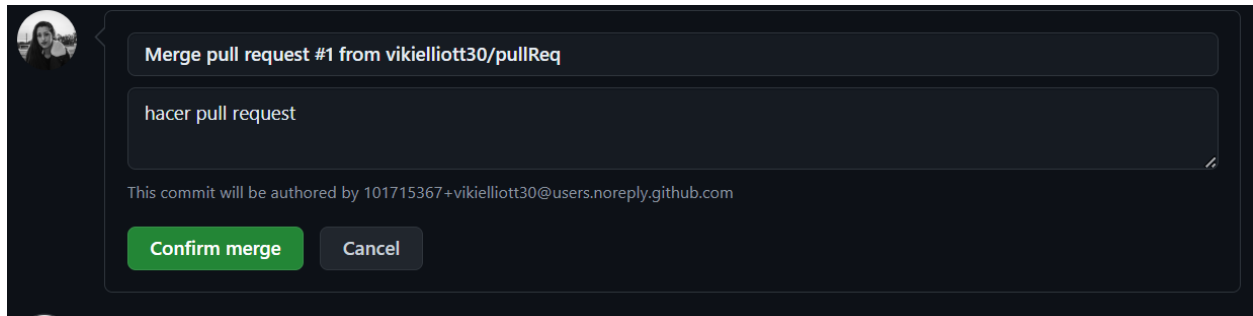 Merge pull request #1 from vikielliott30/pullReq
hacer pull request
This commit will be authored by 101715367+vikielliott30@users.noreply.github.com
Confirm merge
Cancel